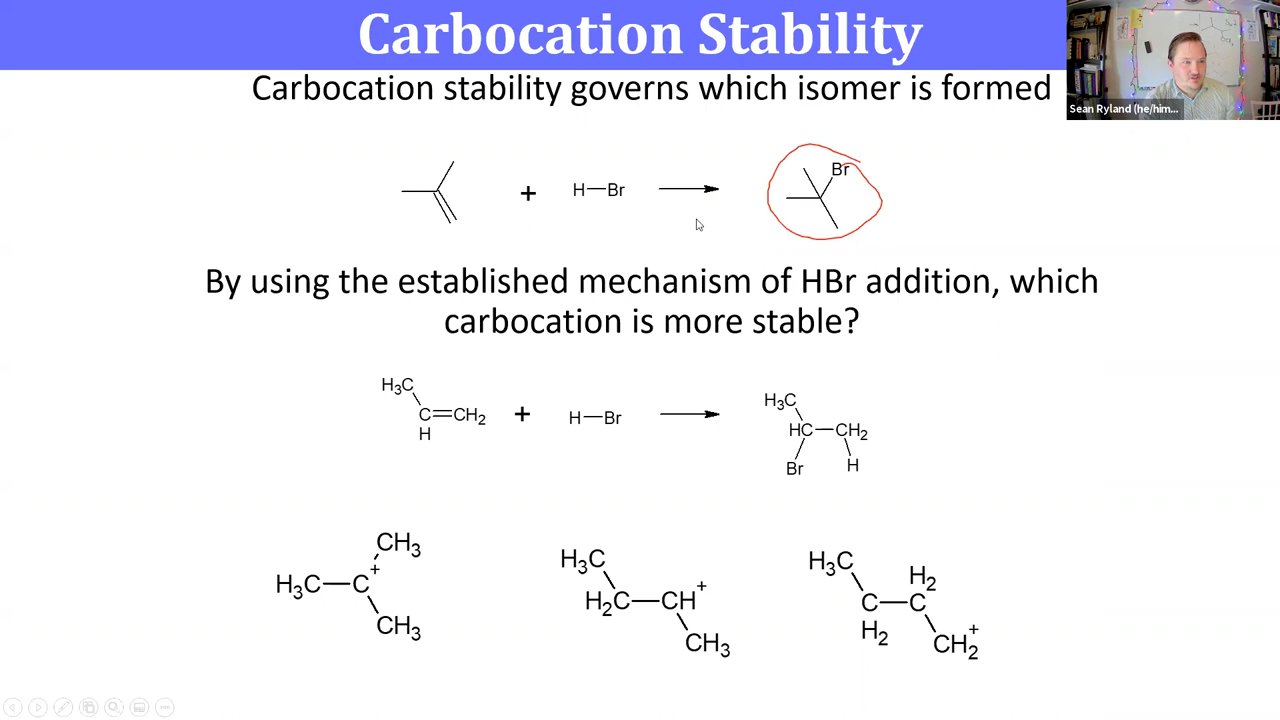 Carbocation Stability
Carbocation stability governs which isomer is formed
Sean Ryland (he/him...
+ H—Br Br
By using the established mechanism of HBr addition, which
carbocation is more stable?
H₃C
C=CH₂
H
+
H—Br
H₃C
HC—CH₂
Br H
CH₃
H₃C—C⁺
CH₃
H₃C
H₂C—CH⁺
CH₃
H₃C
H₂
C—C
H₂
CH₂⁺